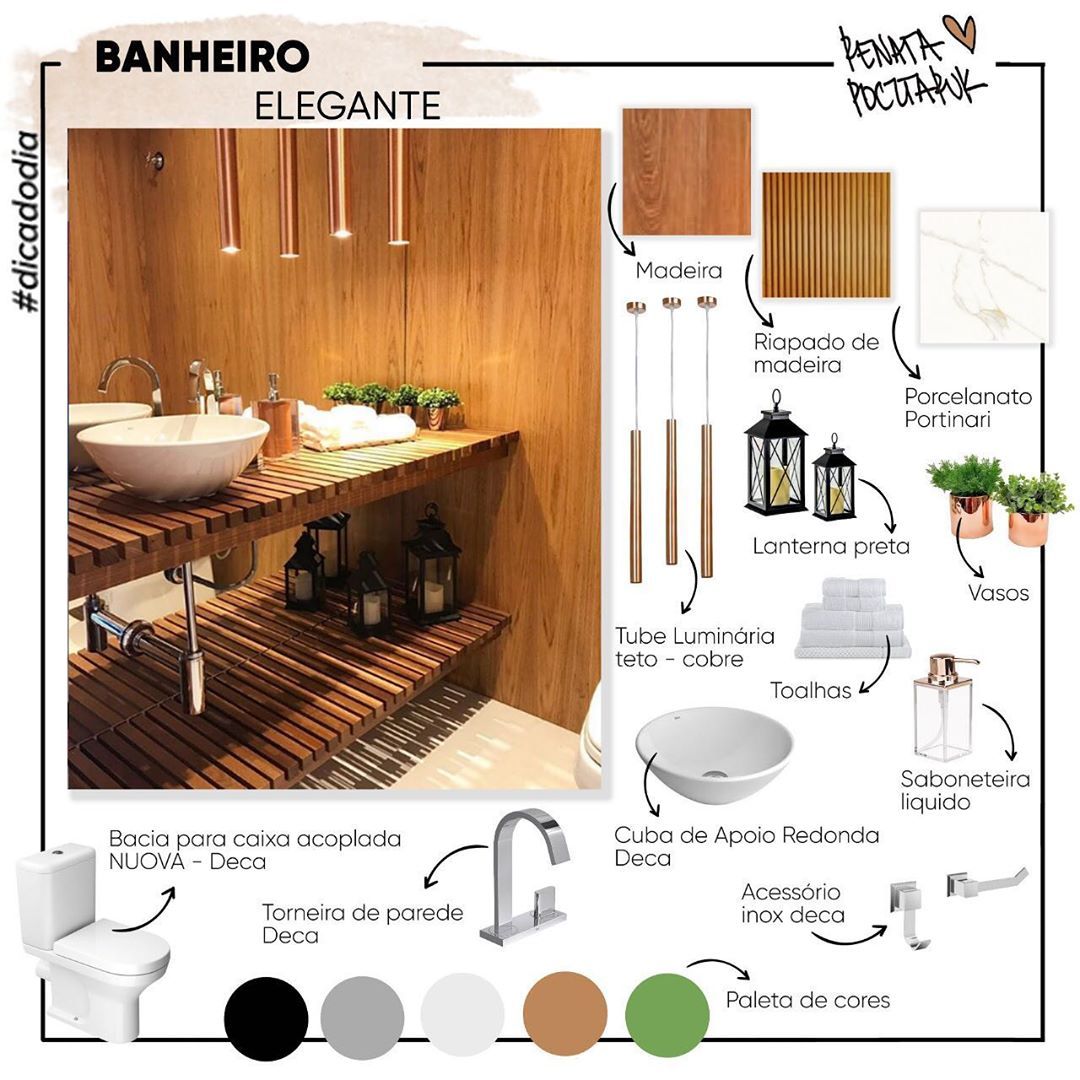 BANHEIRO
ELEGANTE
RENATA
POCZTARUK
#dicadodia
Madeira
Riapado de
madeira
Porcelanato
Portinari
Lanterna preta
Vasos
Tube Luminária
teto - cobre
Toalhas
Saboneteira
liquido
Cuba de Apoio Redonda
Deca
Bacia para caixa acoplada
NUOVA - Deca
Torneira de parede
Deca
Acessório
inox deca
Paleta de cores